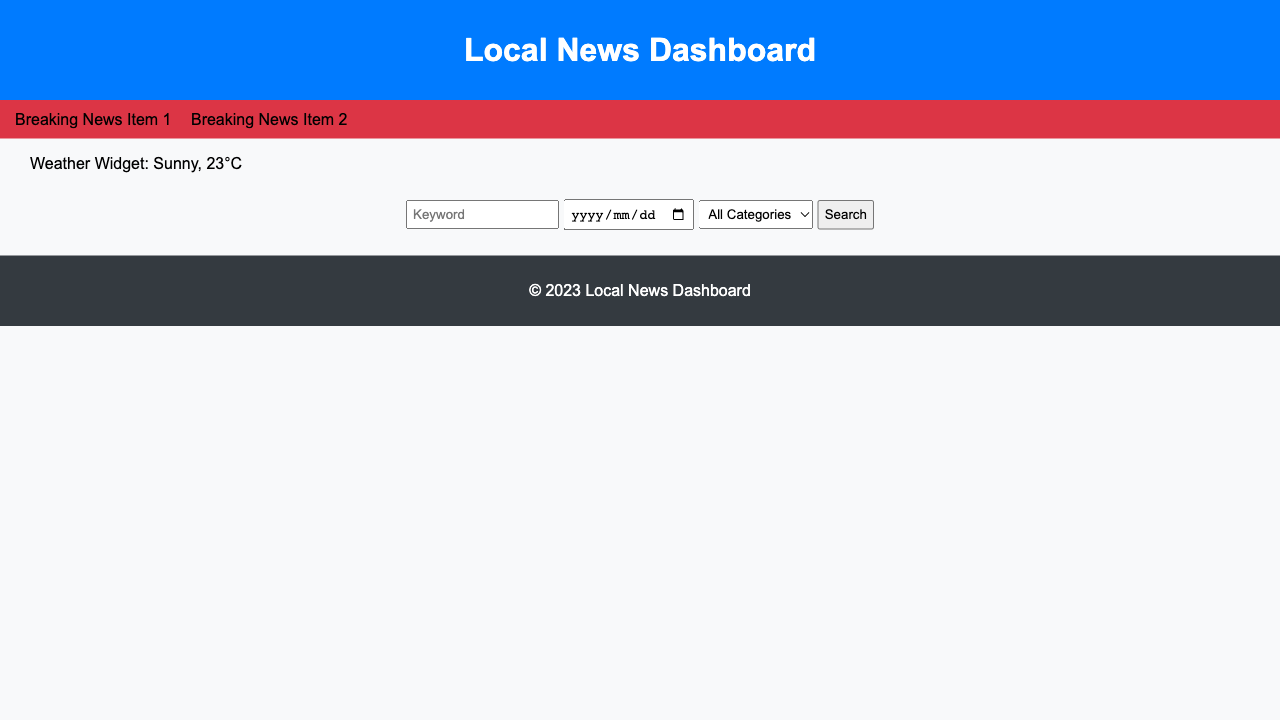 Local News Dashboard
Breaking News Item 1 Breaking News Item 2
Weather Widget: Sunny, 23°C
Keyword yyyy/mm/dd All Categories Search
© 2023 Local News Dashboard